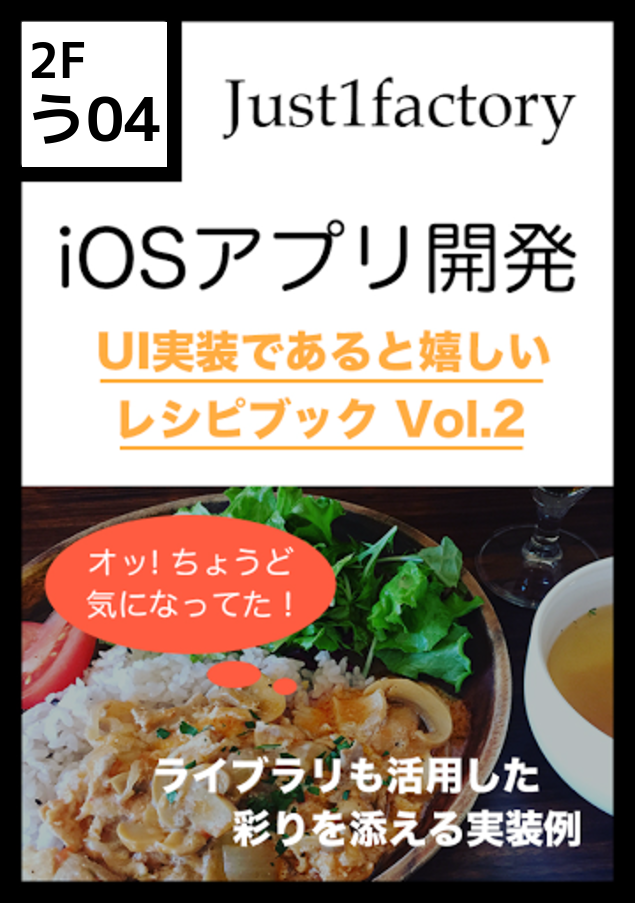 2F
う04
Just1factory
iOSアプリ開発
UI実装であると嬉しい
レシピブック Vol.2
オッ! ちょうど
気になってた！
ライブラリも活用した
彩りを添える実装例